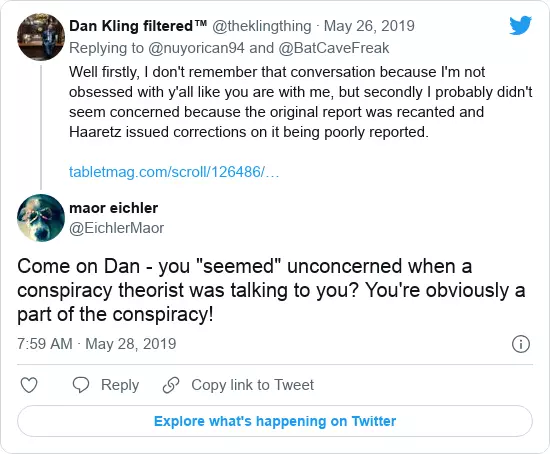 Dan Kling filtered™ @theklingthing · May 26, 2019
Replying to @nuyorican94 and @BatCaveFreak
Well firstly, I don't remember that conversation because I'm not
obsessed with y'all like you are with me, but secondly I probably didn't
seem concerned because the original report was recanted and
Haaretz issued corrections on it being poorly reported.
tabletmag.com/scroll/126486/…
maor eichler
@EichlerMaor
Come on Dan - you "seemed" unconcerned when a
conspiracy theorist was talking to you? You're obviously a
part of the conspiracy!
7:59 AM · May 28, 2019
Reply Copy link to Tweet
Explore what's happening on Twitter